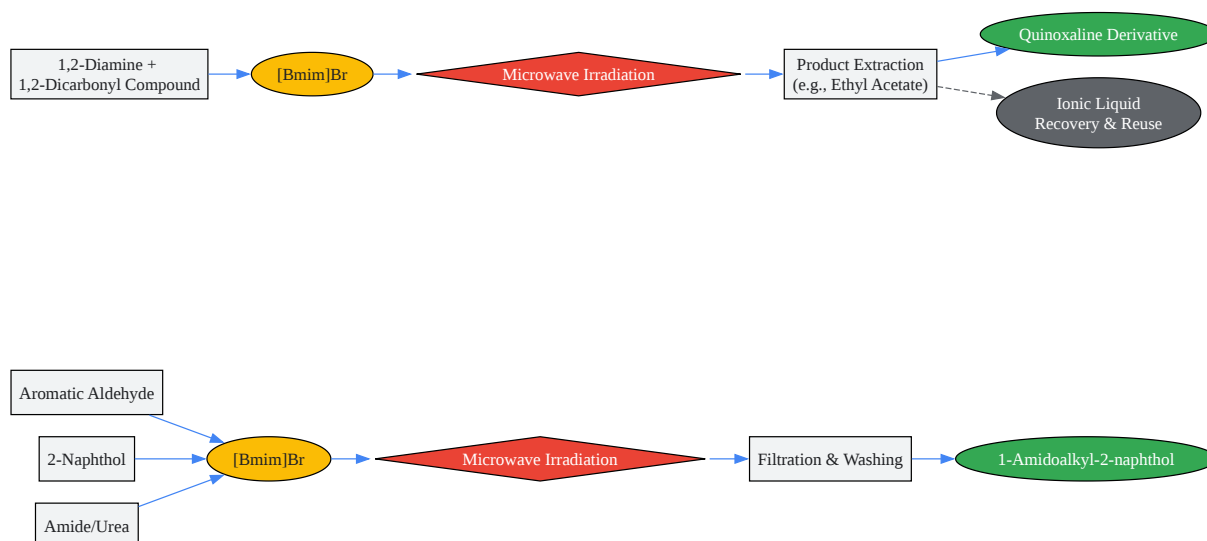 1,2-Diamine +
1,2-Dicarbonyl Compound
[Bmim]Br
Microwave Irradiation
Product Extraction
(e.g., Ethyl Acetate)
Quinoxaline Derivative
Ionic Liquid
Recovery & Reuse
Aromatic Aldehyde
2-Naphthol
Amide/Urea
[Bmim]Br
Microwave Irradiation
Filtration & Washing
1-Amidoalkyl-2-naphthol